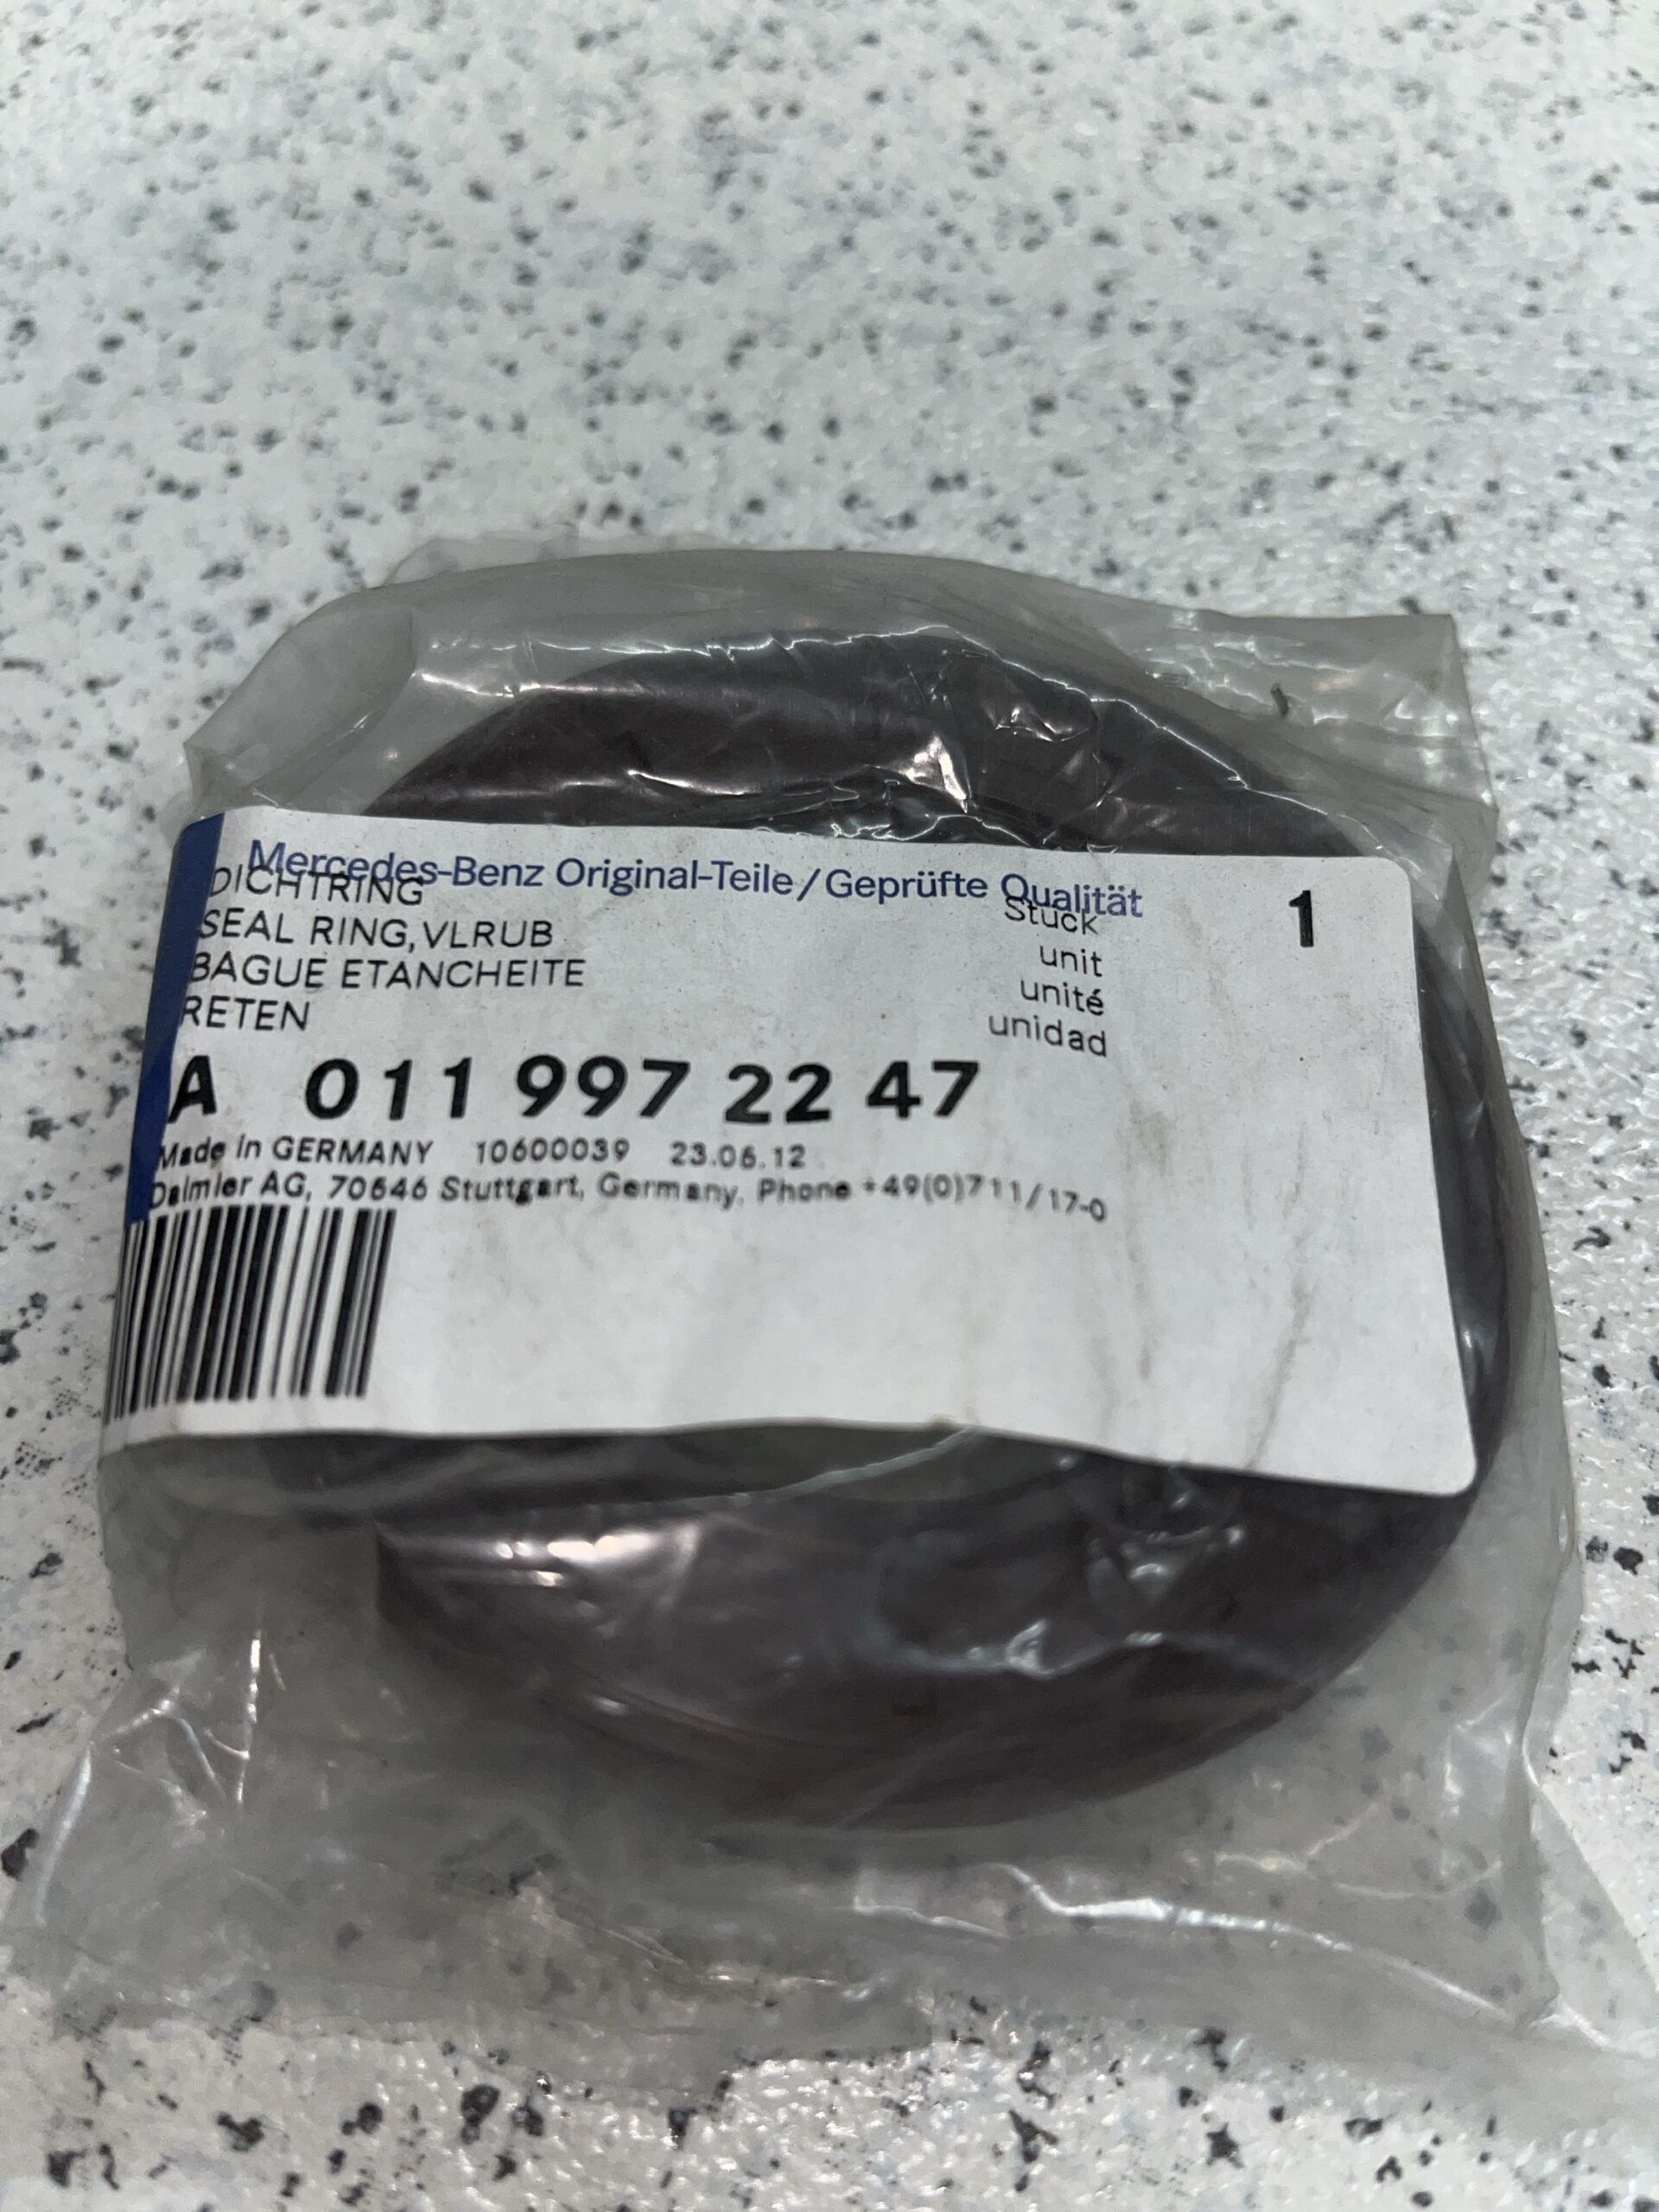 Mercedes-Benz Original-Teile/Geprüfte Qualität
DICHTRING Stück 1
SEAL RING,VLRUB unit
BAGUE ETANCHEITE unité
RETEN unidad
A 011 997 22 47
Made in GERMANY 10600039 23.06.12
Daimler AG, 70546 Stuttgart, Germany, Phone +49(0)711/17-0